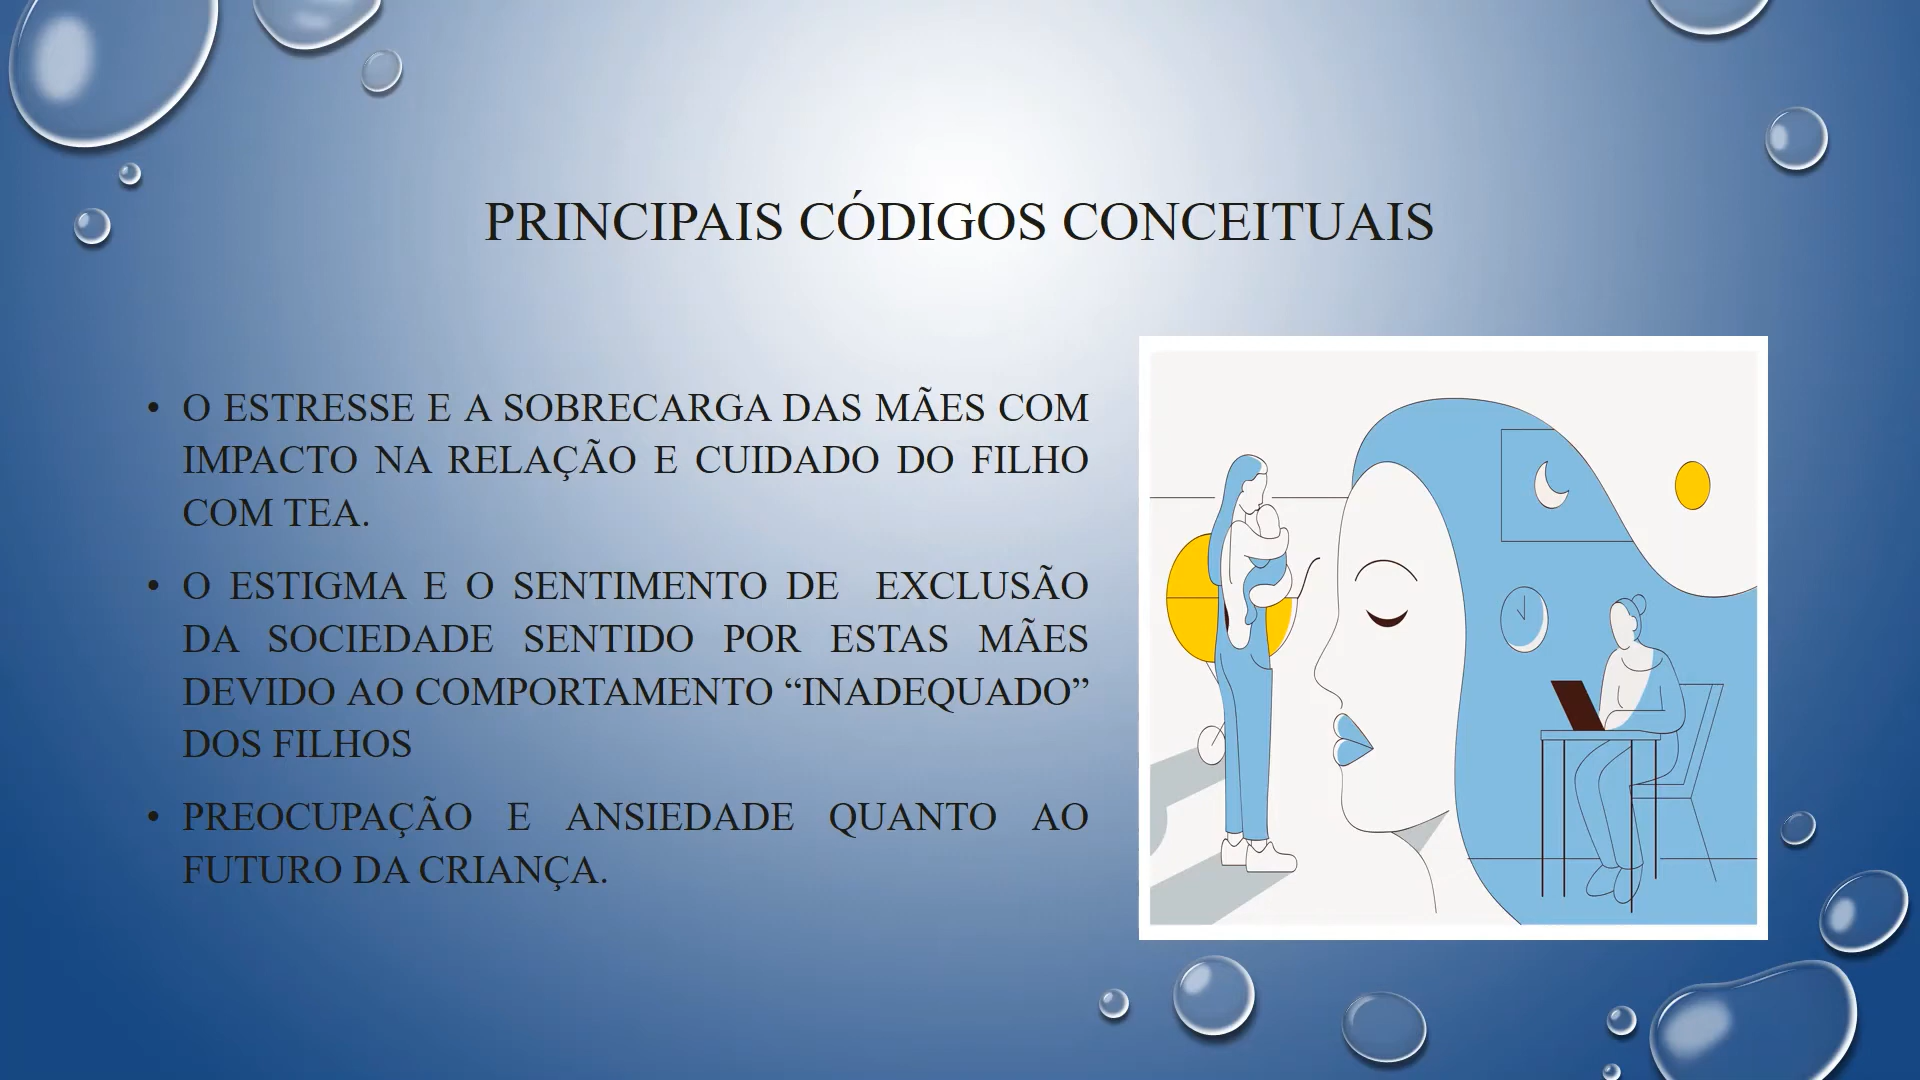 PRINCIPAIS CÓDIGOS CONCEITUAIS
• O ESTRESSE E A SOBRECARGA DAS MÃES COM
IMPACTO NA RELAÇÃO E CUIDADO DO FILHO
COM TEA.
• O ESTIGMA E O SENTIMENTO DE EXCLUSÃO
DA SOCIEDADE SENTIDO POR ESTAS MÃES
DEVIDO AO COMPORTAMENTO “INADEQUADO”
DOS FILHOS
• PREOCUPAÇÃO E ANSIEDADE QUANTO AO
FUTURO DA CRIANÇA.